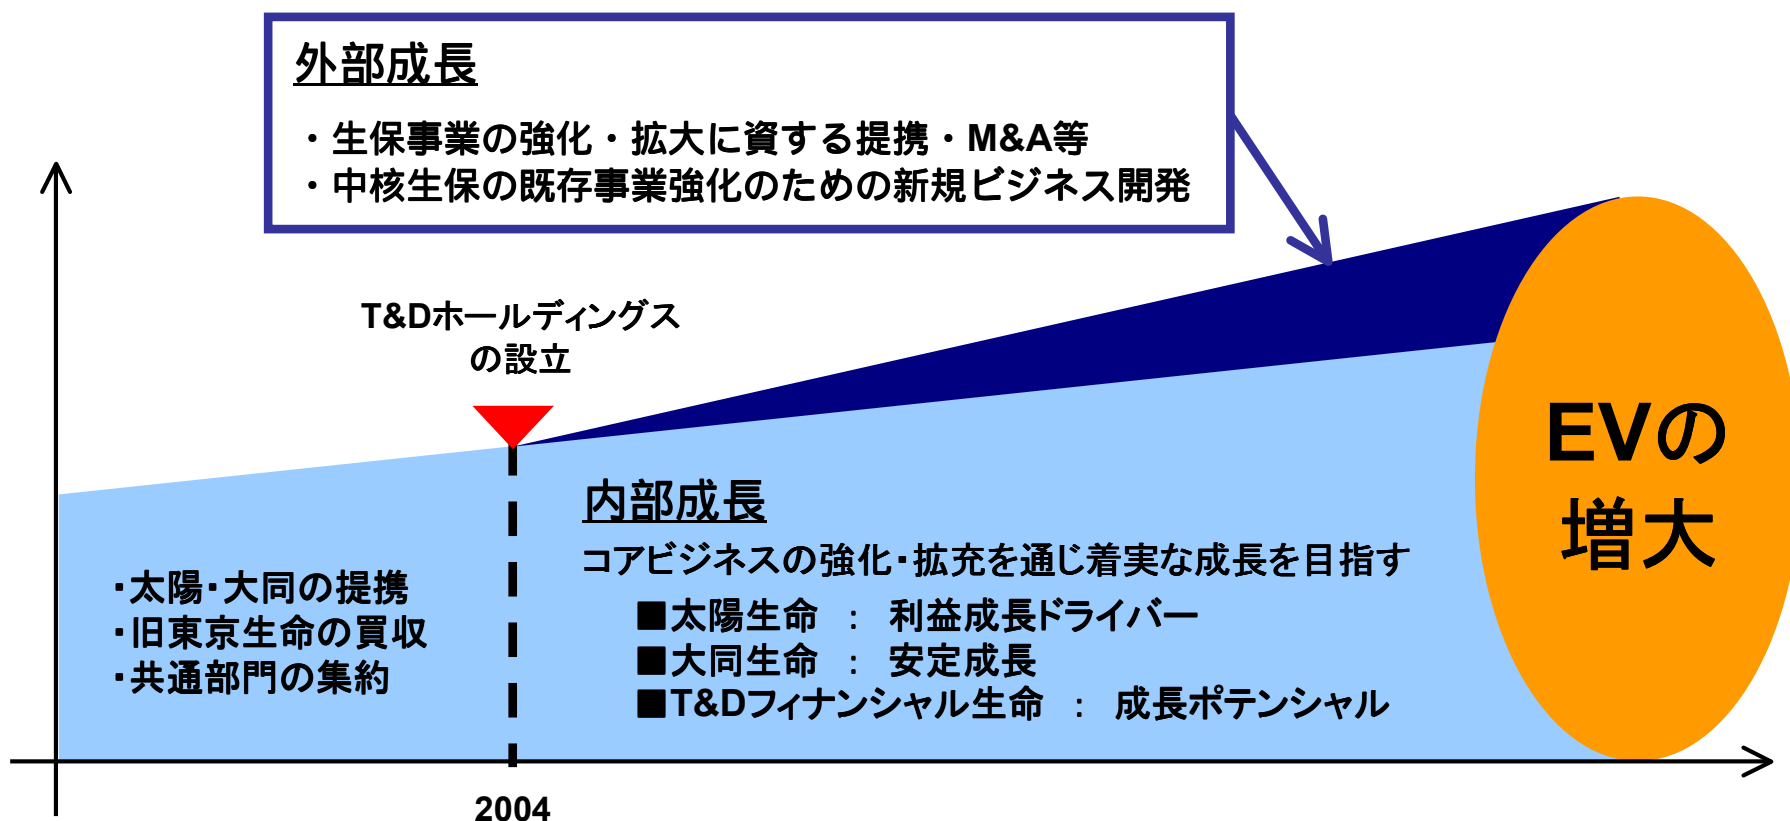 外部成長
・生保事業の強化・拡大に資する提携・M&A等
・中核生保の既存事業強化のための新規ビジネス開発
T&Dホールディングス
の設立
EVの
増大
内部成長
コアビジネスの強化・拡充を通じ着実な成長を目指す
■太陽生命 ： 利益成長ドライバー
■大同生命 ： 安定成長
■T&Dフィナンシャル生命 ： 成長ポテンシャル
・太陽・大同の提携
・旧東京生命の買収
・共通部門の集約
2004